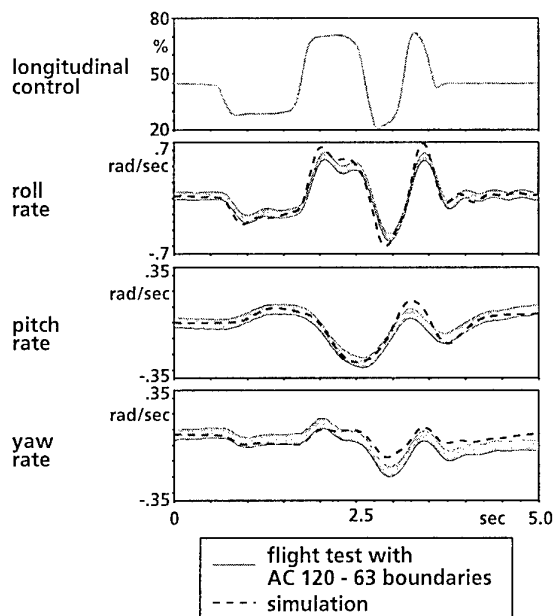 80
%
longitudinal
control
50
20
.7
rad/sec
roll
rate
-.7
.35
rad/sec
pitch
rate
-.35
.35
rad/sec
yaw
rate
-.35
0
2.5
sec
5.0
flight test with
AC 120 - 63 boundaries
simulation